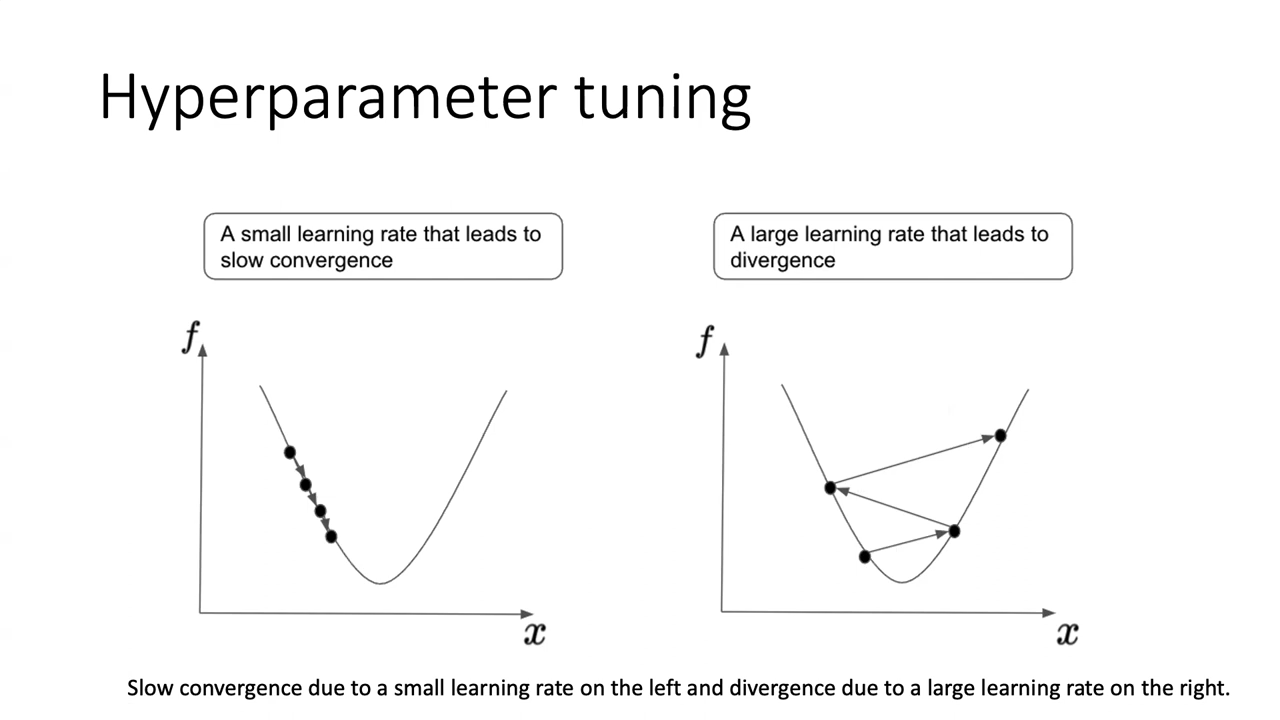 Hyperparameter tuning
A small learning rate that leads to
slow convergence
A large learning rate that leads to
divergence
f
x
f
x
Slow convergence due to a small learning rate on the left and divergence due to a large learning rate on the right.